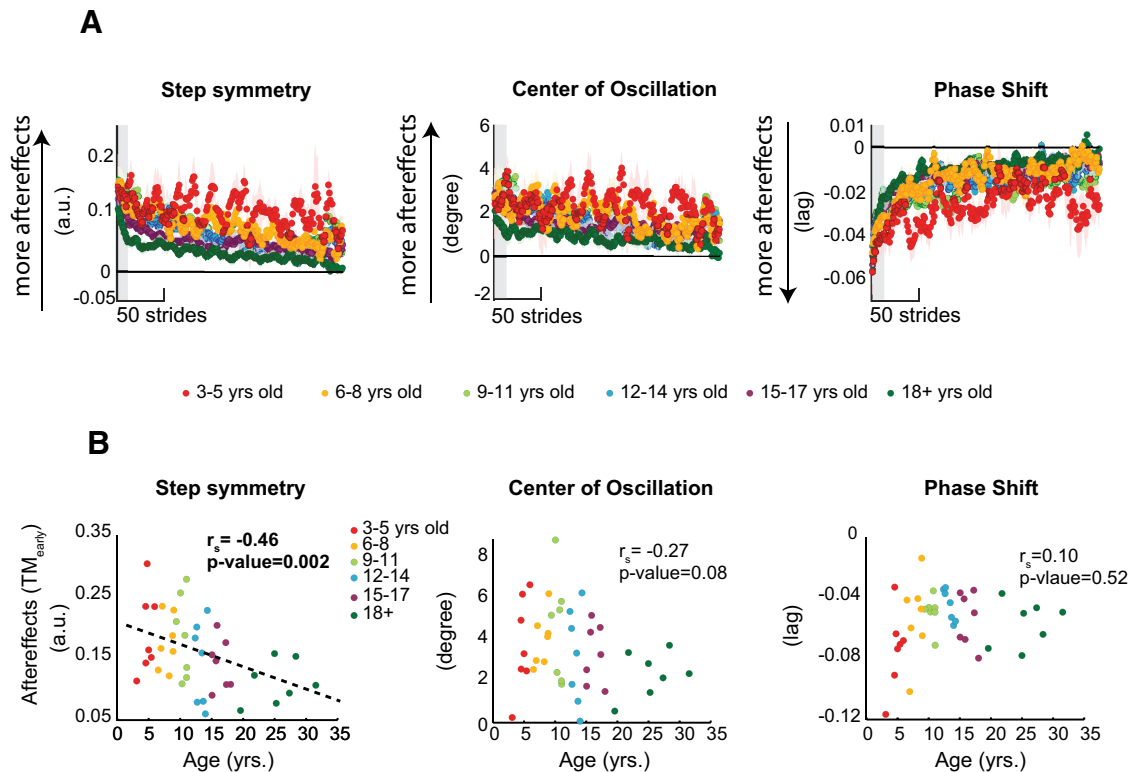 A
Step symmetry
Center of Oscillation
Phase Shift
more aftereffects
(a.u.)
0.2
0.1
0
-0.05
50 strides
more aftereffects
(degree)
6
4
2
0
-2
50 strides
more aftereffects
(lag)
0.01
0
-0.02
-0.04
-0.06
50 strides
3-5 yrs old
6-8 yrs old
9-11 yrs old
12-14 yrs old
15-17 yrs old
18+ yrs old
B
Step symmetry
Center of Oscillation
Phase Shift
Aftereffects (TMearly)
(a.u.)
0.35
0.25
0.15
0.05
rs= -0.46
p-value=0.002
3-5 yrs old
6-8
9-11
12-14
15-17
18+
0 5 10 15 20 25 30 35
Age (yrs.)
(degree)
8
6
4
2
0
rs= -0.27
p-value=0.08
0 5 10 15 20 25 30 35
Age (yrs.)
(lag)
0
-0.04
-0.08
-0.12
rs=0.10
p-vlaue=0.52
0 5 10 15 20 25 30 35
Age (yrs.)